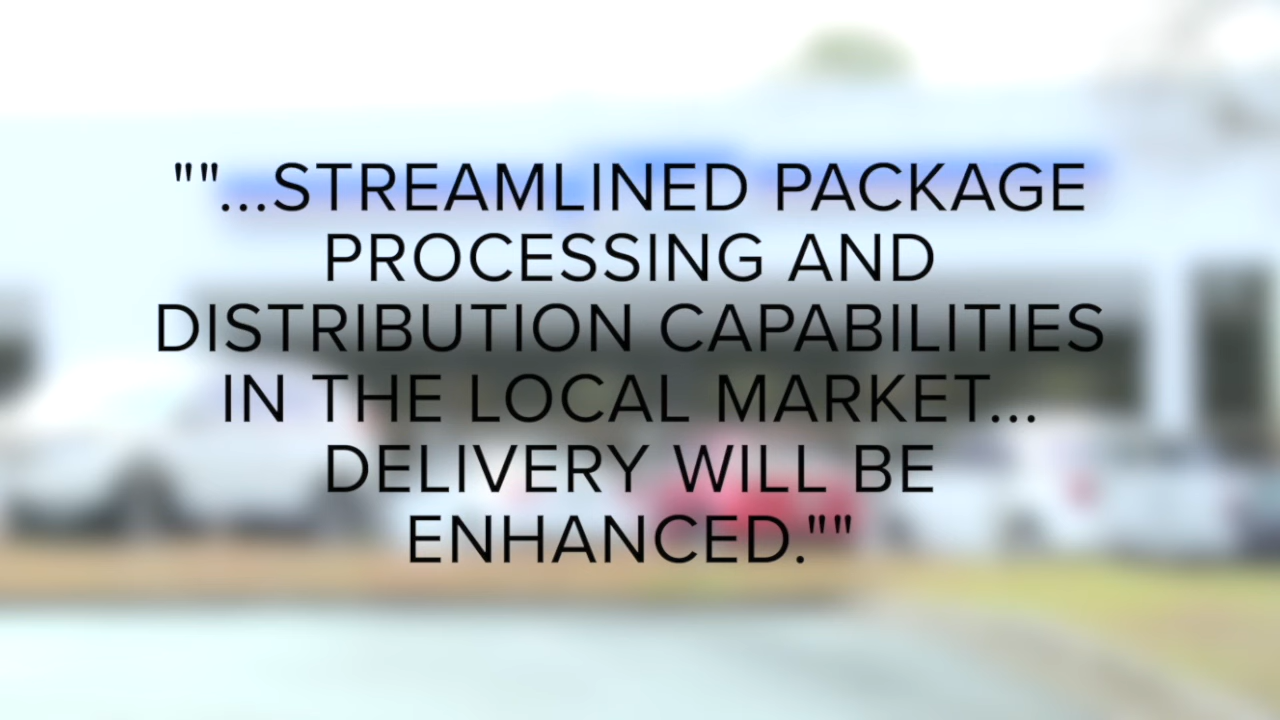 ""...STREAMLINED PACKAGE
PROCESSING AND
DISTRIBUTION CAPABILITIES
IN THE LOCAL MARKET...
DELIVERY WILL BE
ENHANCED.""